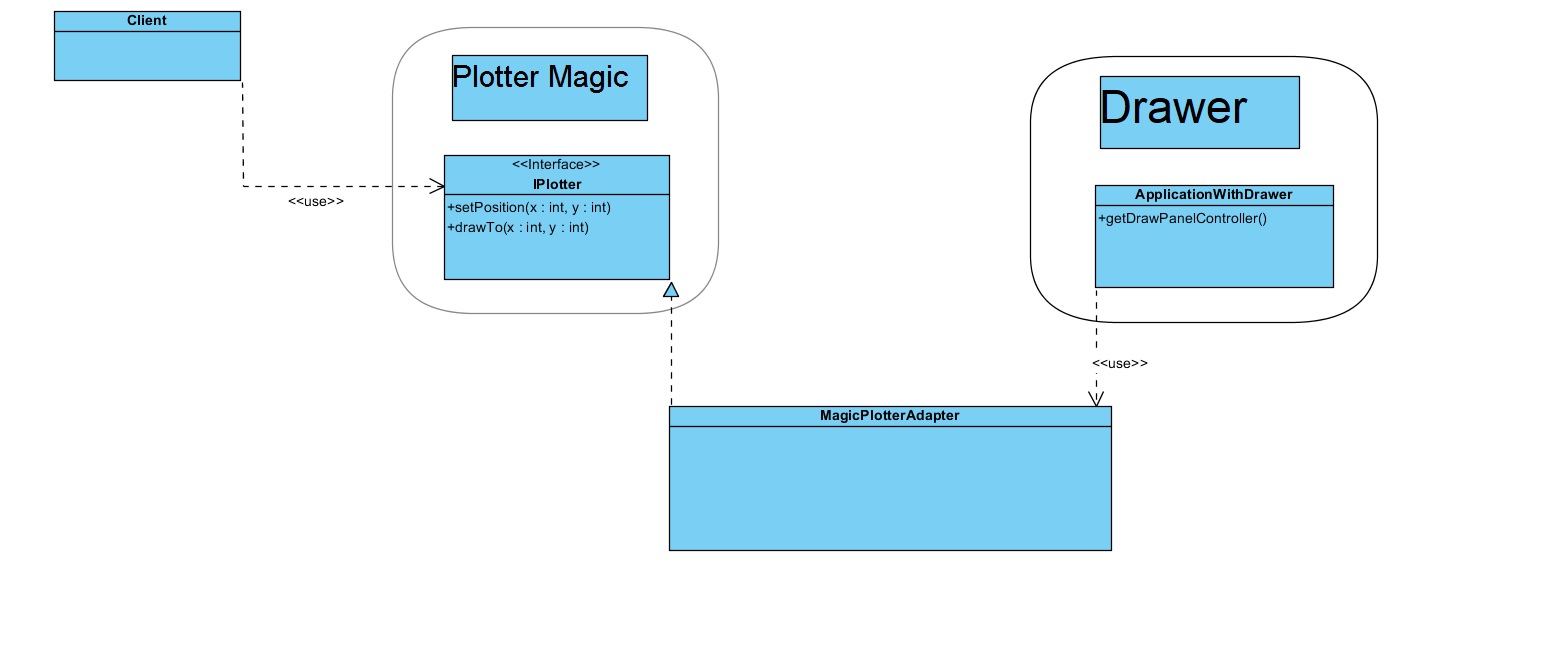 Client
<<use>>
Plotter Magic
<<Interface>>
IPlotter
+setPosition(x : int, y : int)
+drawTo(x : int, y : int)
Drawer
ApplicationWithDrawer
+getDrawPanelController()
<<use>>
MagicPlotterAdapter